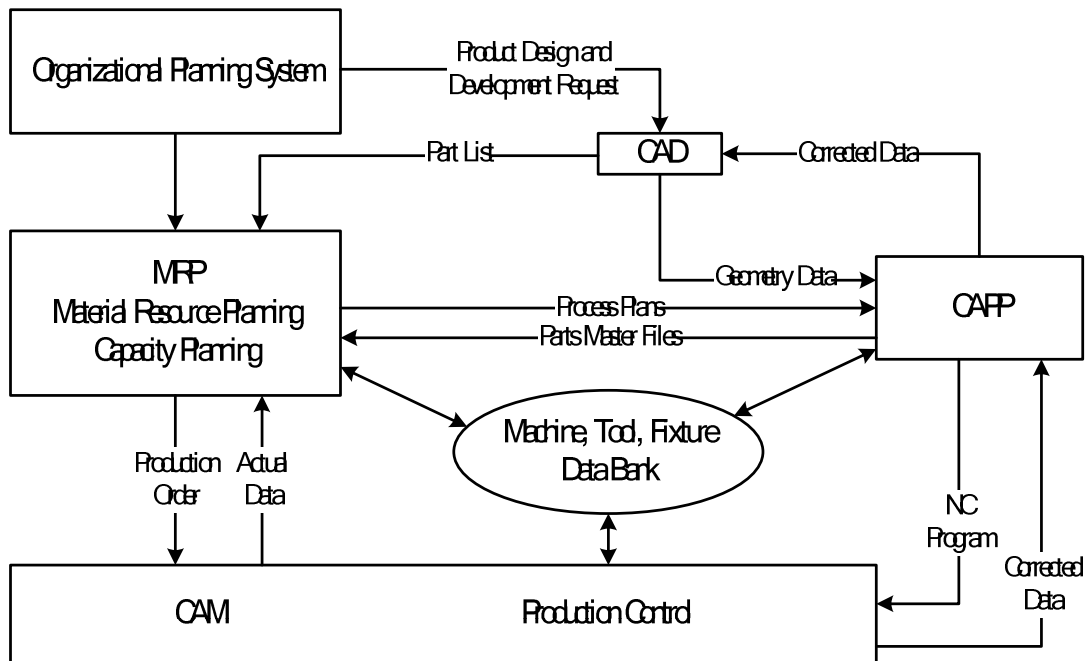 Organizational Planning System
Product Design and
Development Request
CAD
Part List
Corrected Data
MRP
Material Resource Planning
Capacity Planning
Geometry Data
Process Plans
Parts Master Files
CAPP
Machine, Tool, Fixture
Data Bank
Production
Order
Actual
Data
NC
Program
Corrected
Data
CAM
Production Control